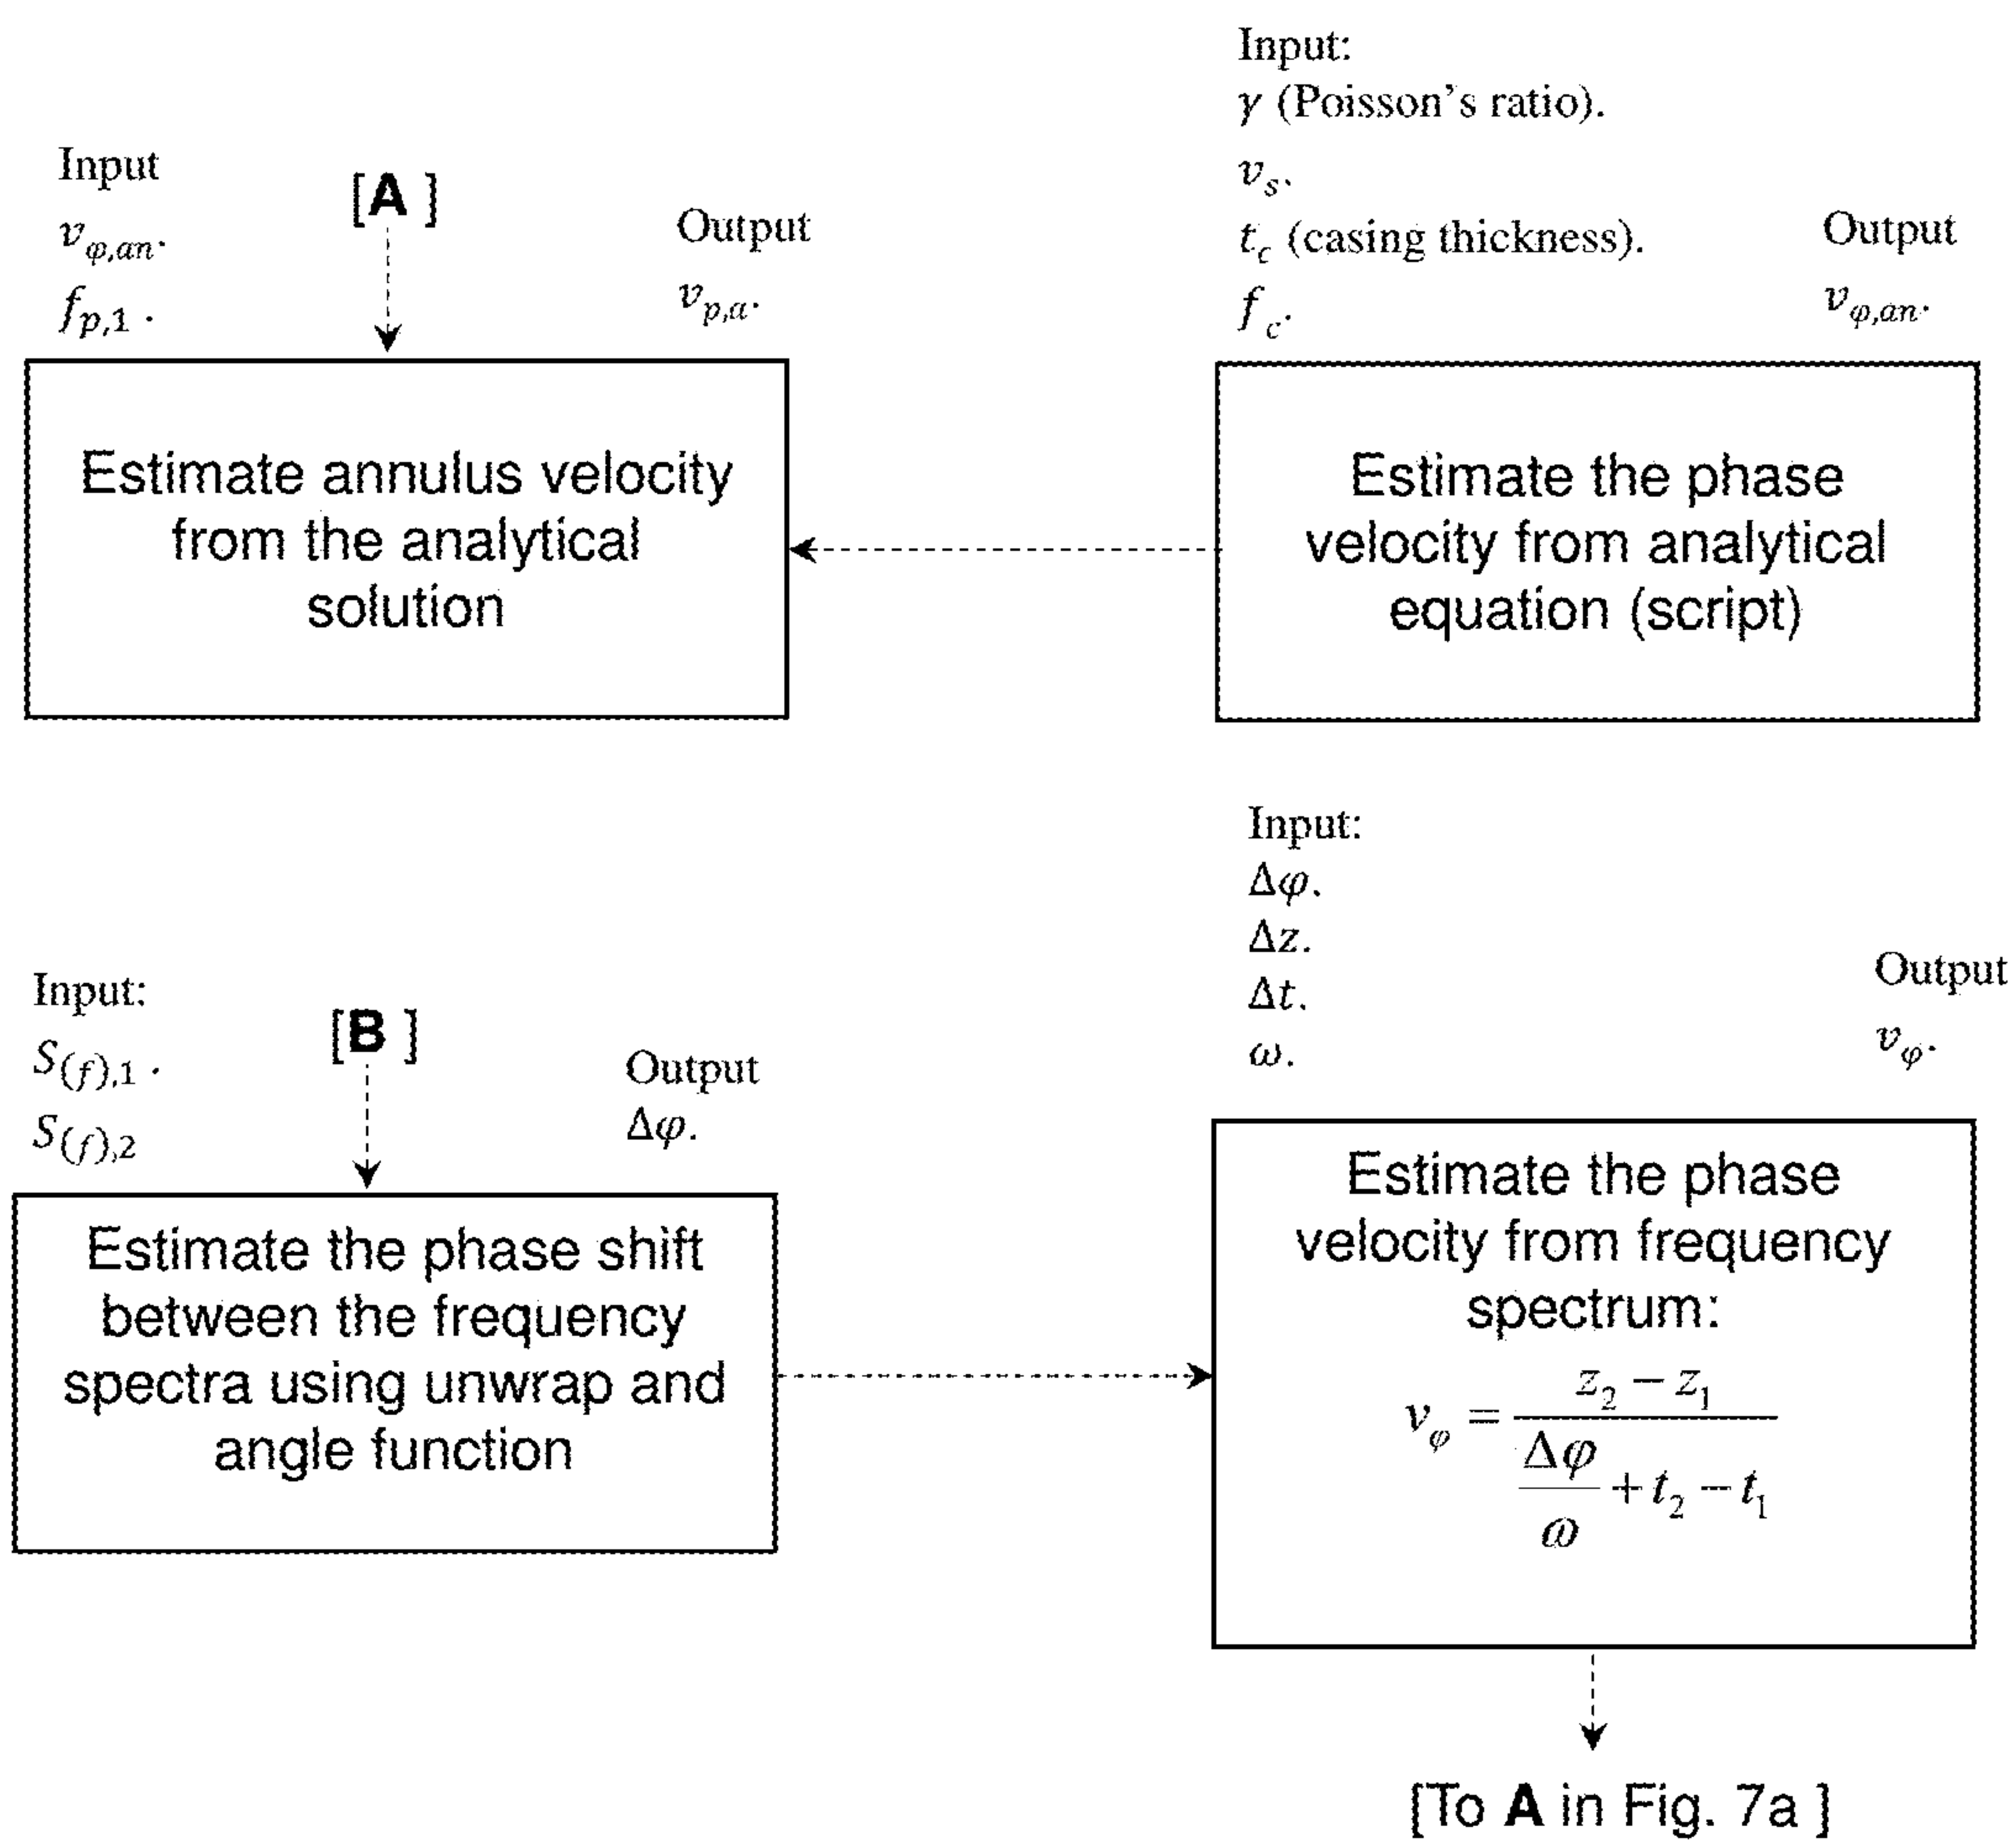 Input
v_φ,an.
f_p,1 .
[A ]
Output
v_p,a.
Estimate annulus velocity
from the analytical
solution
Input:
γ (Poisson's ratio).
v_s.
t_c (casing thickness).
f_c.
Output
v_φ,an.
Estimate the phase
velocity from analytical
equation (script)
Input:
S_(f),1 .
S_(f),2
[B ]
Output
Δφ.
Estimate the phase shift
between the frequency
spectra using unwrap and
angle function
Input:
Δφ.
Δz.
Δt.
ω.
Output
v_φ.
Estimate the phase
velocity from frequency
spectrum:
z_2 − z_1
v_φ =
Δφ
+ t_2 − t_1
ω
[To A in Fig. 7a ]